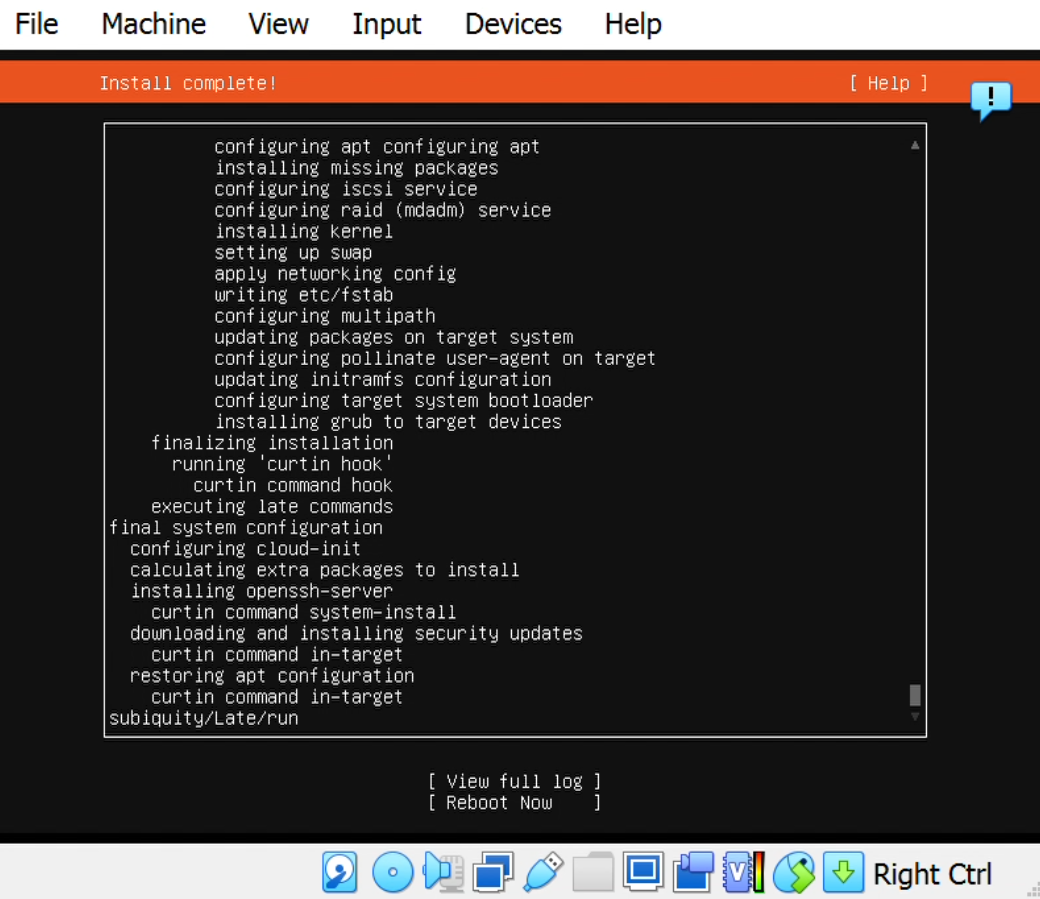 File Machine View Input Devices Help
Install complete! [ Help ]
!
configuring apt configuring apt
installing missing packages
configuring iscsi service
configuring raid (mdadm) service
installing kernel
setting up swap
apply networking config
writing etc/fstab
configuring multipath
updating packages on target system
configuring pollinate user-agent on target
updating initramfs configuration
configuring target system bootloader
installing grub to target devices
finalizing installation
running 'curtin hook'
curtin command hook
executing late commands
final system configuration
configuring cloud-init
calculating extra packages to install
installing openssh-server
curtin command system-install
downloading and installing security updates
curtin command in-target
restoring apt configuration
curtin command in-target
subiquity/Late/run
[ View full log ]
[ Reboot Now ]
V Right Ctrl